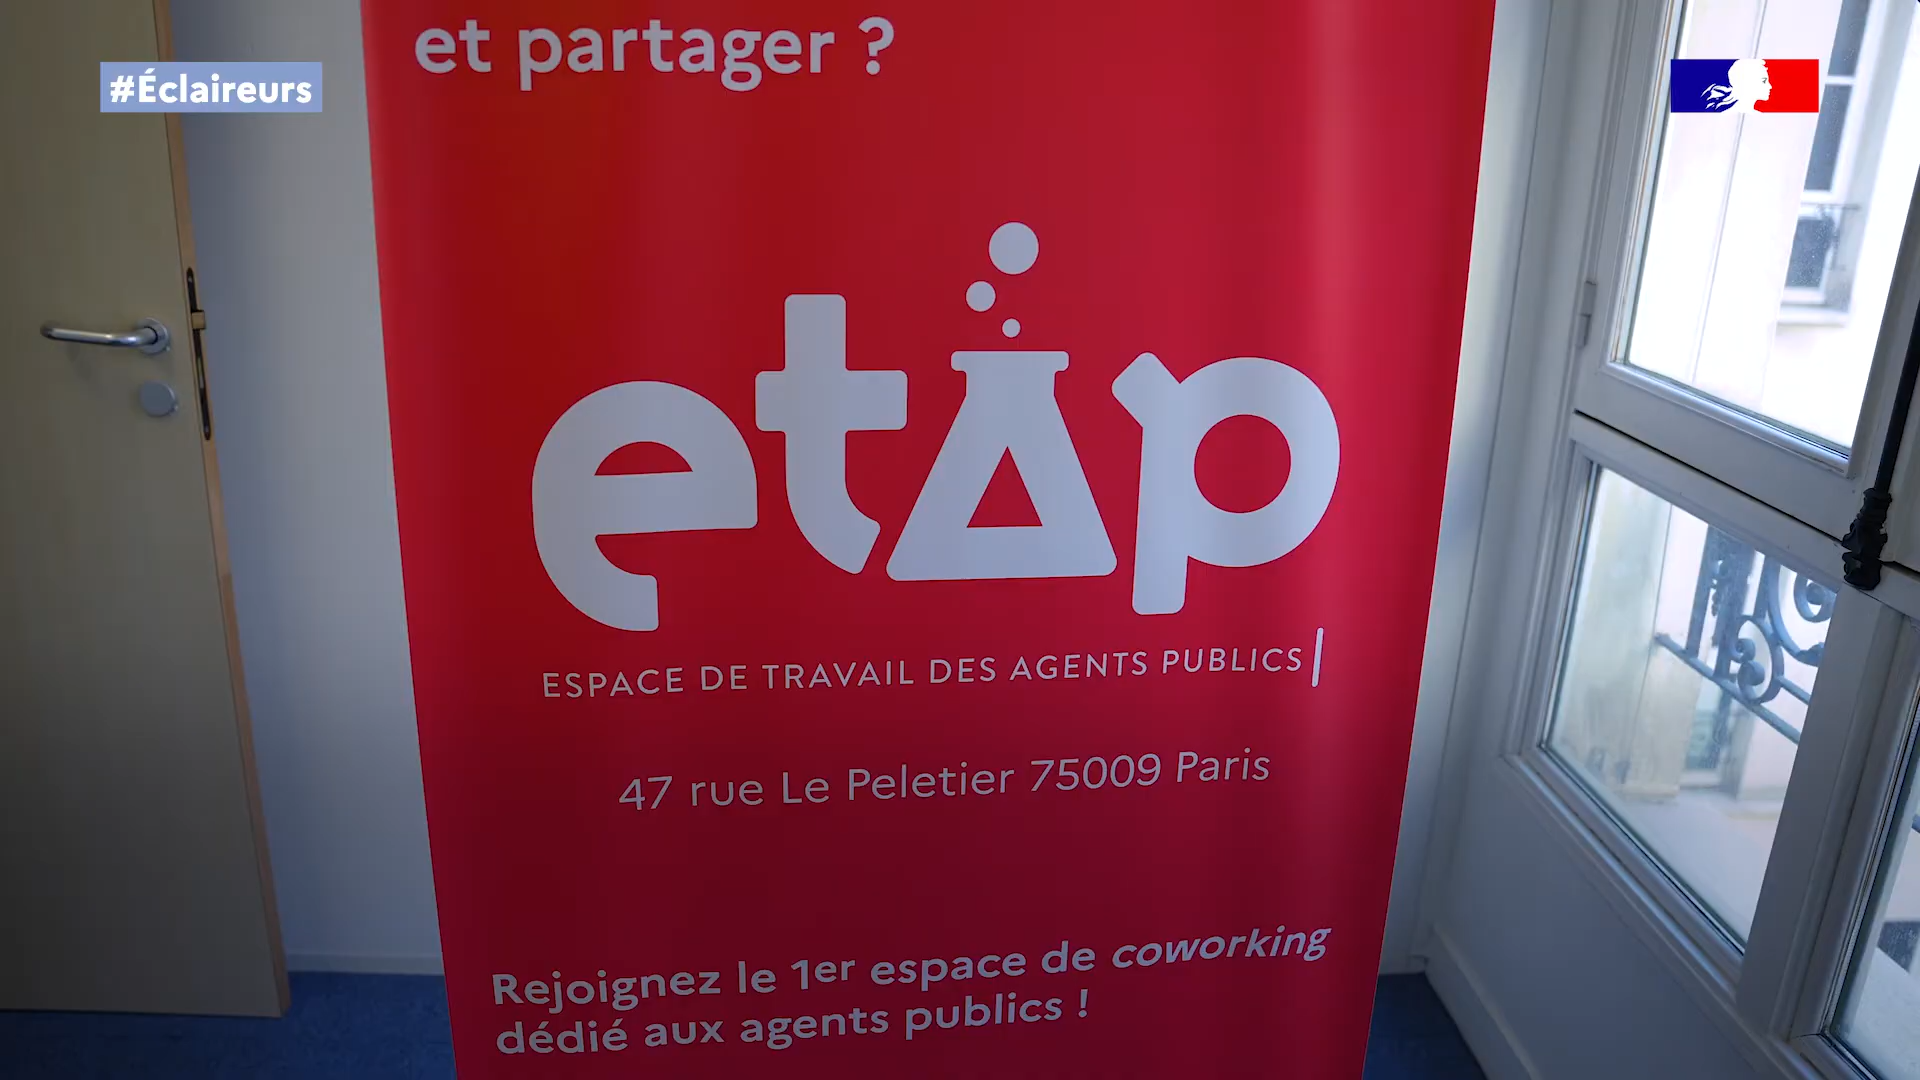 #Éclaireurs
et partager ?
etap
ESPACE DE TRAVAIL DES AGENTS PUBLICS
47 rue Le Peletier 75009 Paris
Rejoignez le 1er espace de coworking
dédié aux agents publics !